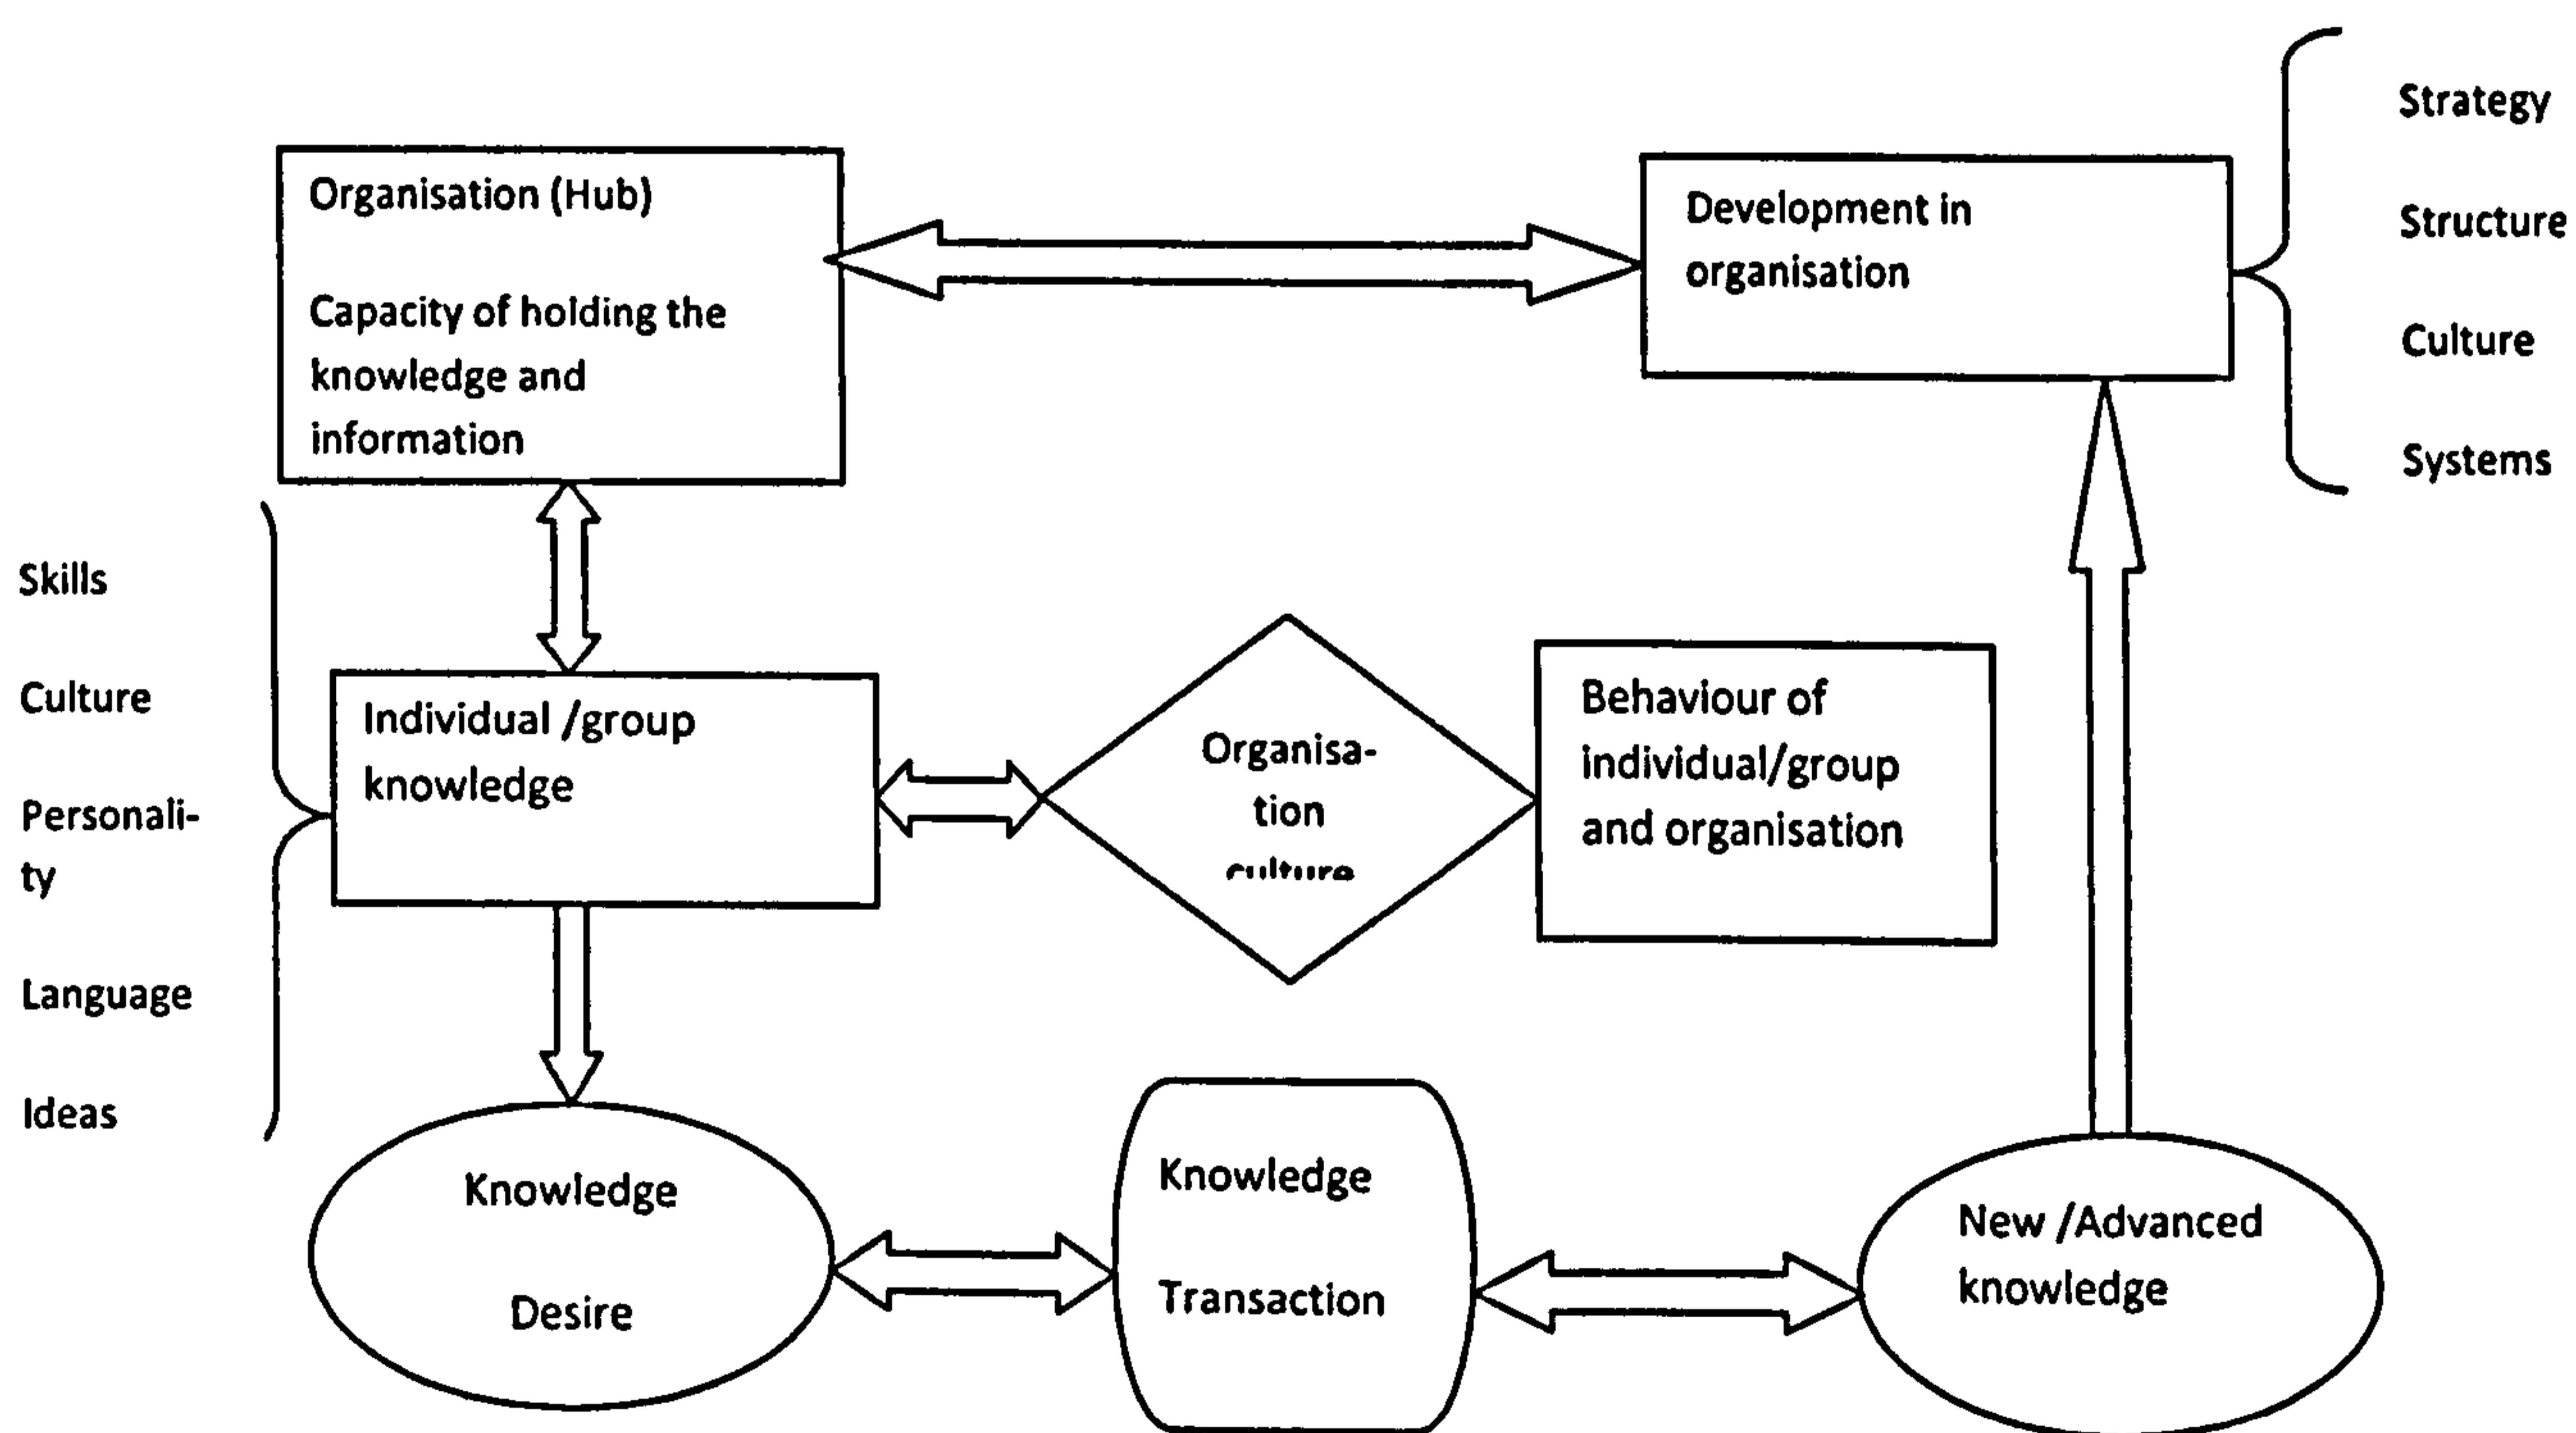 Strategy
Structure
Culture
Systems
Organisation (Hub)
Capacity of holding the
knowledge and
information
Development in
organisation
Skills
Culture
Personali-
ty
Language
Ideas
Individual /group
knowledge
Organisa-
tion
culture
Behaviour of
individual/group
and organisation
Knowledge
Desire
Knowledge
Transaction
New /Advanced
knowledge